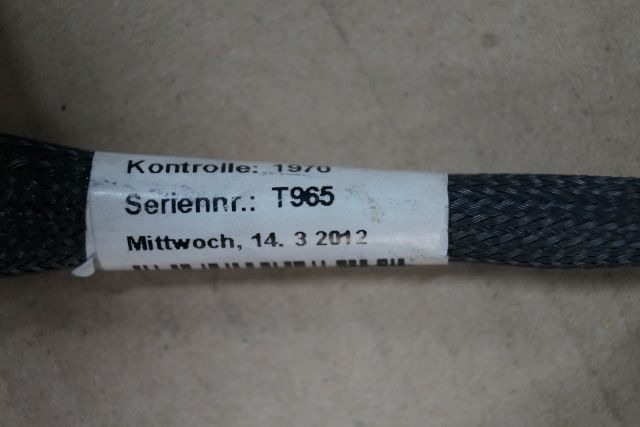 Kontrolle: 1976
Seriennr.: T965
Mittwoch, 14. 3 2012